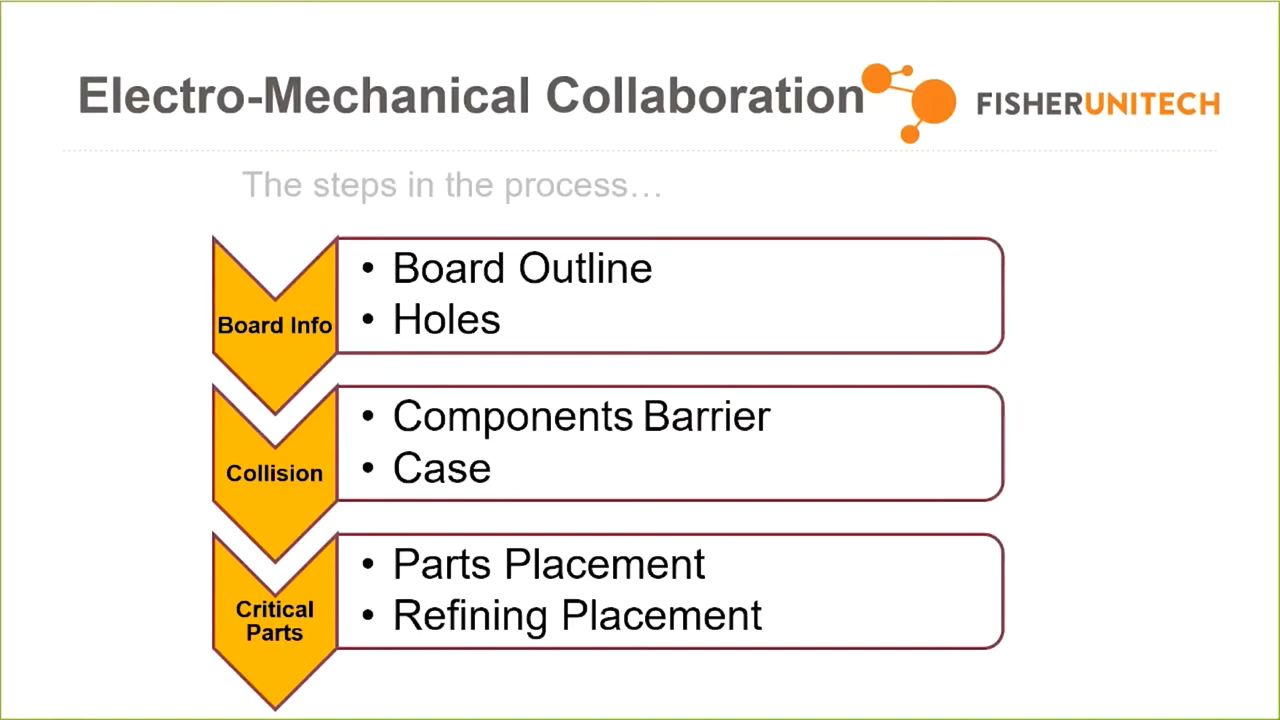 Electro-Mechanical Collaboration
FISHERUNITECH
The steps in the process…
Board Info
• Board Outline
• Holes
Collision
• Components Barrier
• Case
Critical
Parts
• Parts Placement
• Refining Placement